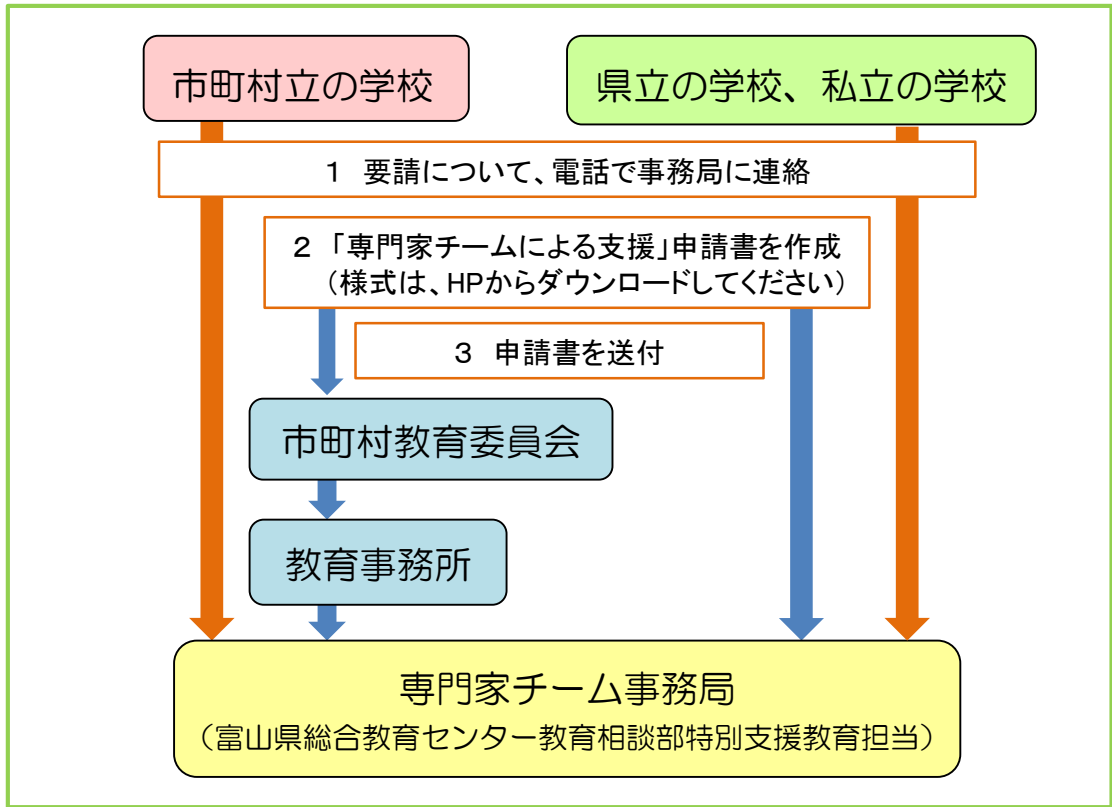 市町村立の学校
県立の学校、私立の学校
１　要請について、電話で事務局に連絡
２　「専門家チームによる支援」申請書を作成
（様式は、HPからダウンロードしてください）
３　申請書を送付
市町村教育委員会
教育事務所
専門家チーム事務局
（富山県総合教育センター教育相談部特別支援教育担当）